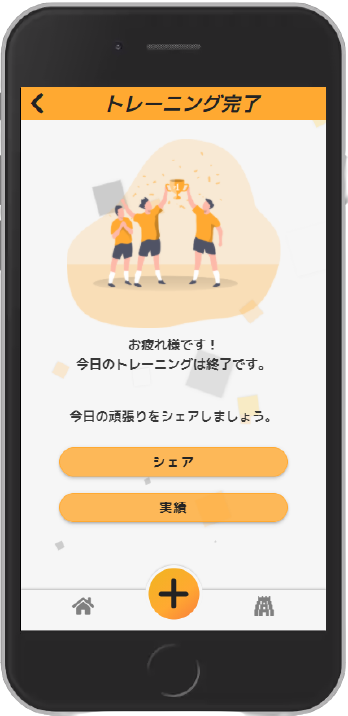 トレーニング完了
お疲れ様です！
今日のトレーニングは終了です。
今日の頑張りをシェアしましょう。
シェア
実績